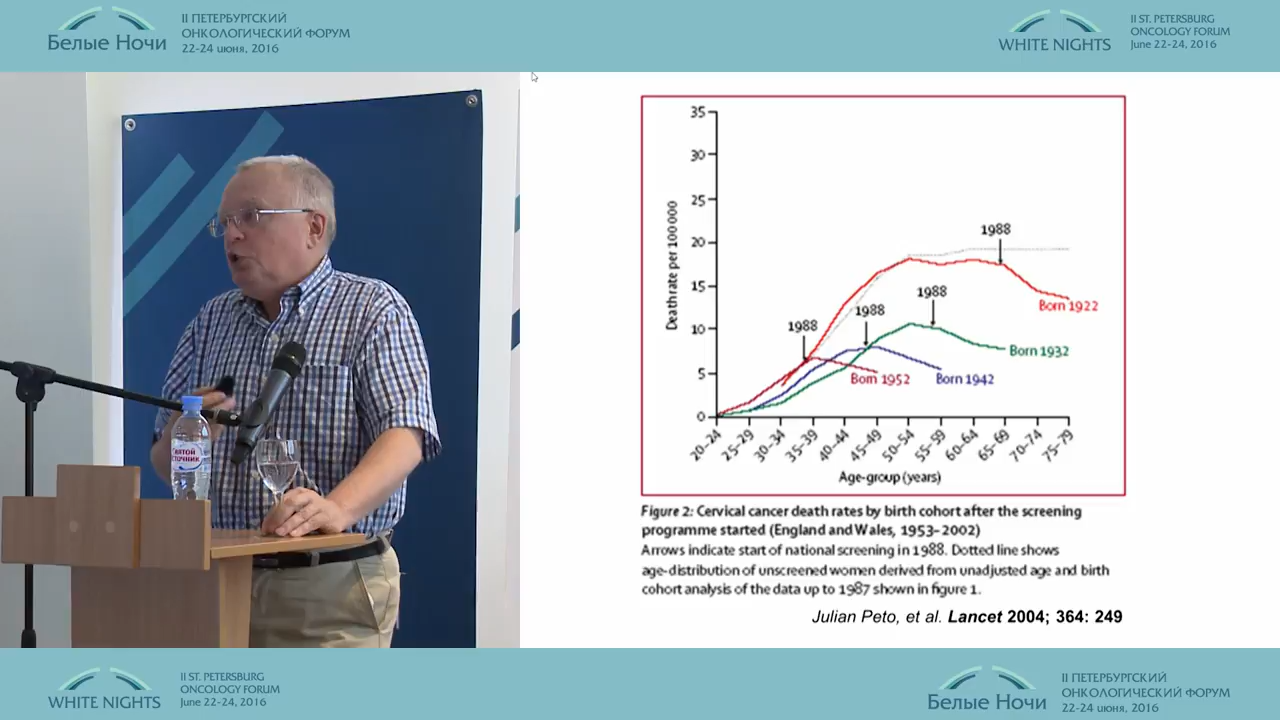 II ПЕТЕРБУРГСКИЙ
ОНКОЛОГИЧЕСКИЙ ФОРУМ
22-24 июня, 2016
Белые Ночи
WHITE NIGHTS
II ST. PETERSBURG
ONCOLOGY FORUM
June 22-24, 2016
35
30
25
20
15
10
5
0
Death rate per 100 000
1988
1988
1988
1988
Born 1922
Born 1932
Born 1942
Born 1952
20–24
25–29
30–34
35–39
40–44
45–49
50–54
55–59
60–64
65–69
70–74
75–79
Age-group (years)
Figure 2: Cervical cancer death rates by birth cohort after the screening
programme started (England and Wales, 1953–2002)
Arrows indicate start of national screening in 1988. Dotted line shows
age-distribution of unscreened women derived from unadjusted age and birth
cohort analysis of the data up to 1987 shown in figure 1.
Julian Peto, et al. Lancet 2004; 364: 249
WHITE NIGHTS
II ST. PETERSBURG
ONCOLOGY FORUM
June 22-24, 2016
Белые Ночи
II ПЕТЕРБУРГСКИЙ
ОНКОЛОГИЧЕСКИЙ ФОРУМ
22-24 июня, 2016